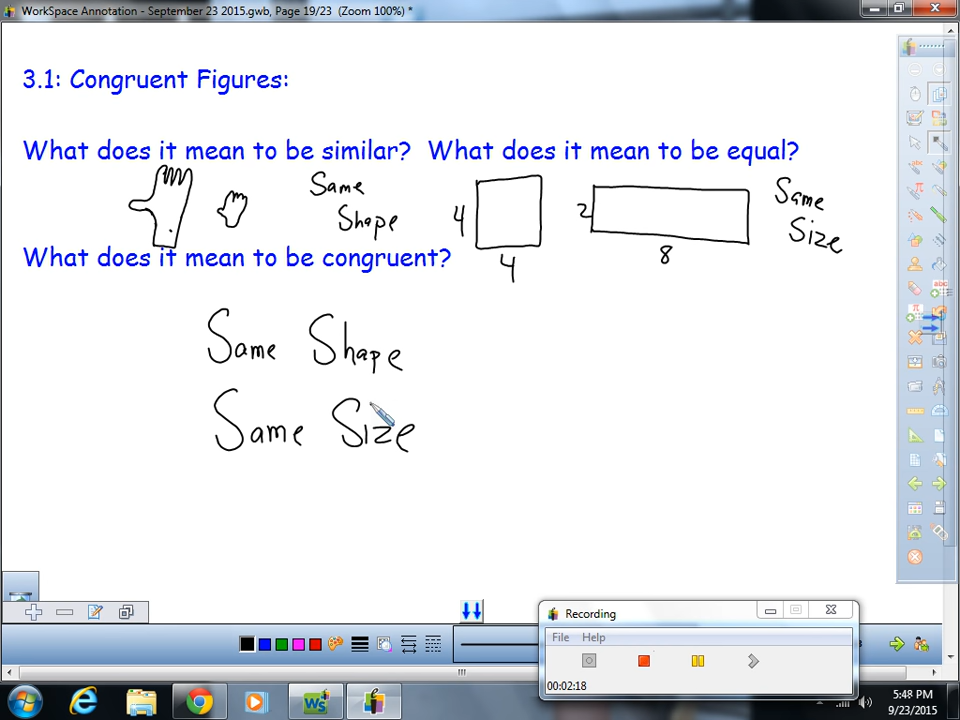 WorkSpace Annotation - September 23 2015.gwb, Page 19/23 (Zoom 100%) *
3.1: Congruent Figures:
What does it mean to be similar? What does it mean to be equal?
Same
Shape
4
4
2
8
Same
Size
What does it mean to be congruent?
Same Shape
Same Size
Recording
File Help
00:02:18
5:48 PM
9/23/2015